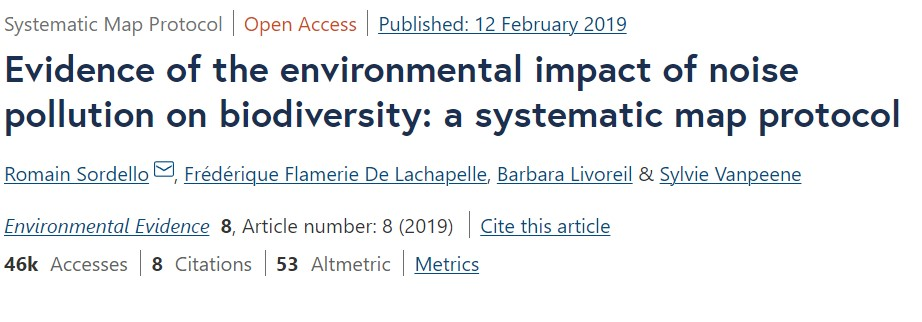 Systematic Map Protocol | Open Access | Published: 12 February 2019
Evidence of the environmental impact of noise
pollution on biodiversity: a systematic map protocol
Romain Sordello, Frédérique Flamerie De Lachapelle, Barbara Livoreil & Sylvie Vanpeene
Environmental Evidence 8, Article number: 8 (2019) | Cite this article
46k Accesses | 8 Citations | 53 Altmetric | Metrics